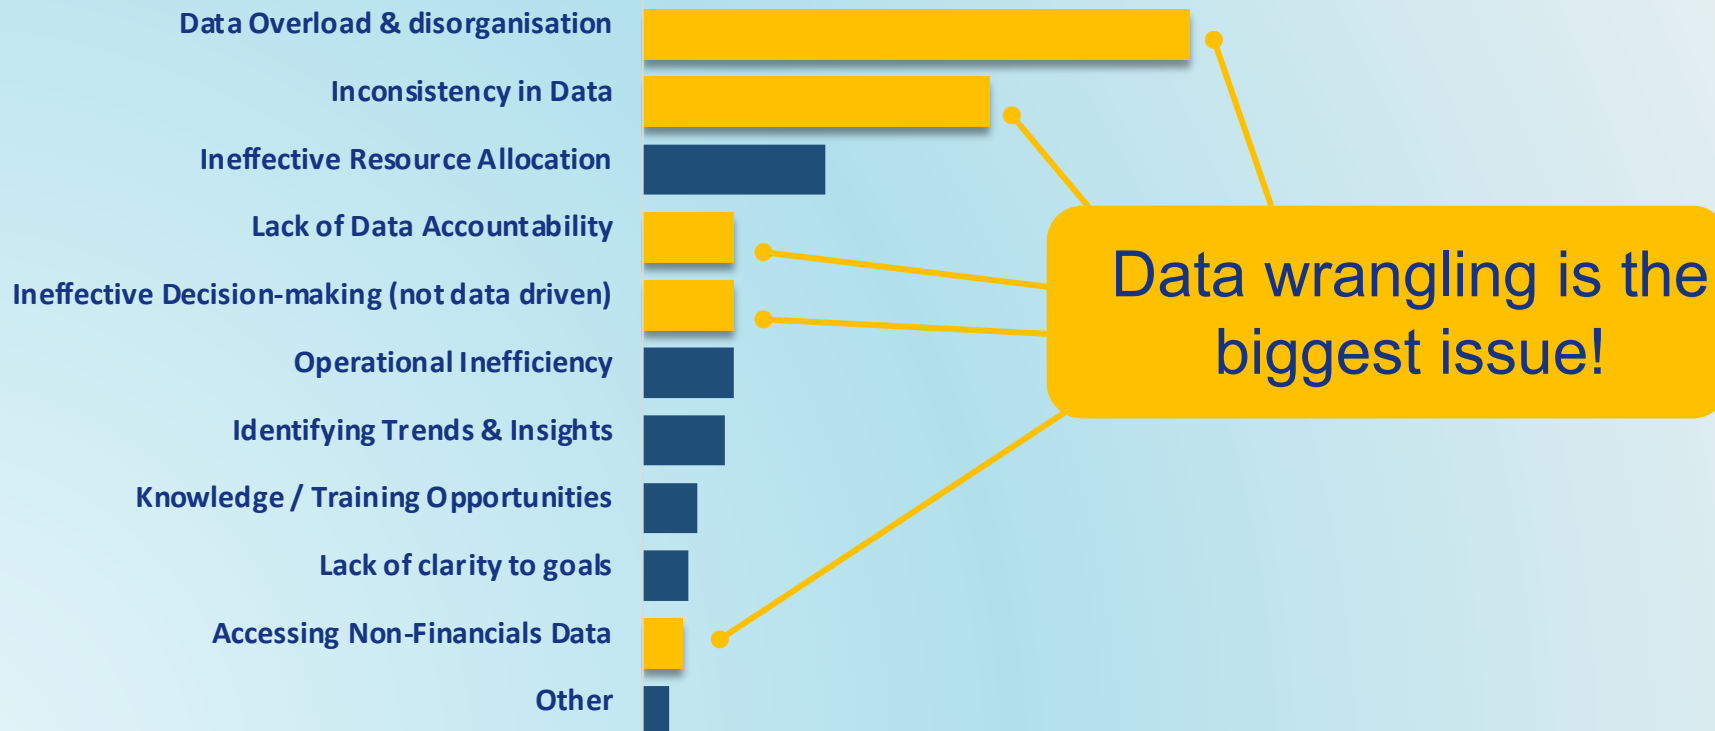 Data Overload & disorganisation
Inconsistency in Data
Ineffective Resource Allocation
Lack of Data Accountability
Ineffective Decision-making (not data driven)
Operational Inefficiency
Identifying Trends & Insights
Knowledge / Training Opportunities
Lack of clarity to goals
Accessing Non-Financials Data
Other
Data wrangling is the
biggest issue!